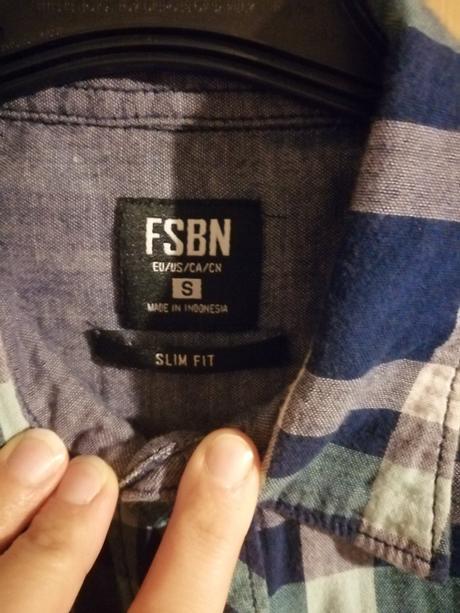 FSBN
EU/US/CA/CN
S
MADE IN INDONESIA
SLIM FIT